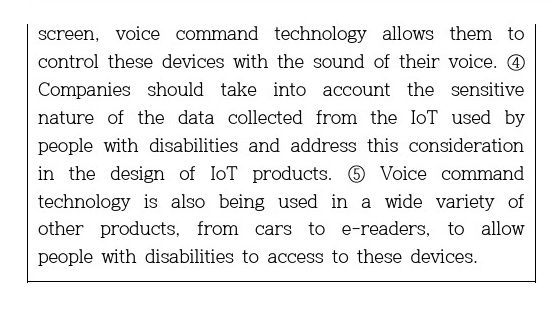 screen, voice command technology allows them to
control these devices with the sound of their voice. ④
Companies should take into account the sensitive
nature of the data collected from the IoT used by
people with disabilities and address this consideration
in the design of IoT products. ⑤ Voice command
technology is also being used in a wide variety of
other products, from cars to e-readers, to allow
people with disabilities to access to these devices.